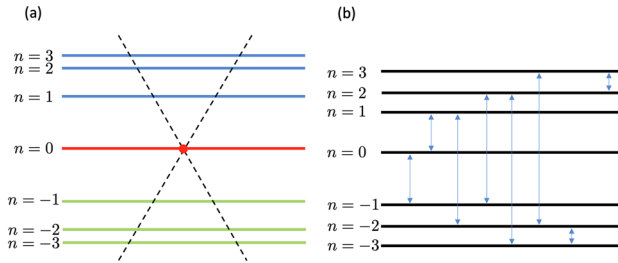 (a)
n = 3
n = 2
n = 1
n = 0
n = −1
n = −2
n = −3
(b)
n = 3
n = 2
n = 1
n = 0
n = −1
n = −2
n = −3